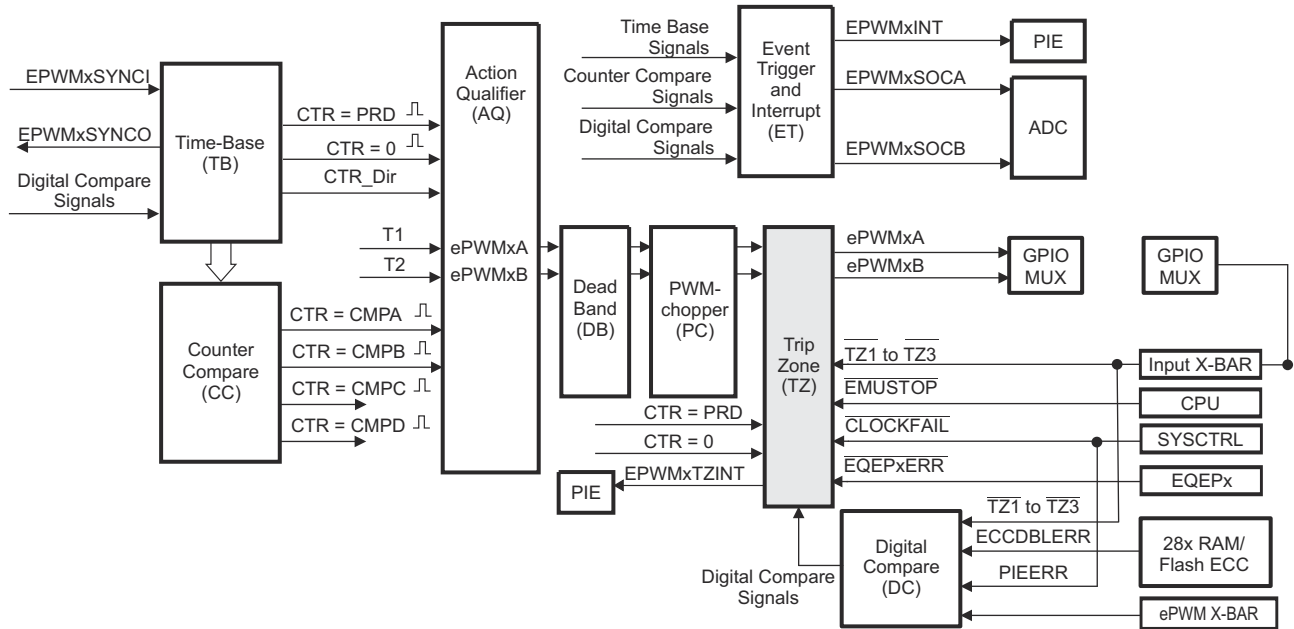 EPWMxSYNCI
EPWMxSYNCO
Digital Compare
Signals
Time-Base
(TB)
CTR = PRD
CTR = 0
CTR_Dir
T1
T2
Counter
Compare
(CC)
CTR = CMPA
CTR = CMPB
CTR = CMPC
CTR = CMPD
Action
Qualifier
(AQ)
ePWMxA
ePWMxB
Dead
Band
(DB)
PWM-
chopper
(PC)
Time Base
Signals
Counter Compare
Signals
Digital Compare
Signals
Event
Trigger
and
Interrupt
(ET)
EPWMxINT
EPWMxSOCA
EPWMxSOCB
PIE
ADC
Trip
Zone
(TZ)
ePWMxA
ePWMxB
GPIO
MUX
GPIO
MUX
TZ1 to TZ3
EMUSTOP
CLOCKFAIL
EQEPxERR
Input X-BAR
CPU
SYSCTRL
EQEPx
CTR = PRD
CTR = 0
EPWMxTZINT
PIE
Digital Compare
Signals
Digital
Compare
(DC)
TZ1 to TZ3
ECCDBLERR
PIEERR
28x RAM/
Flash ECC
ePWM X-BAR